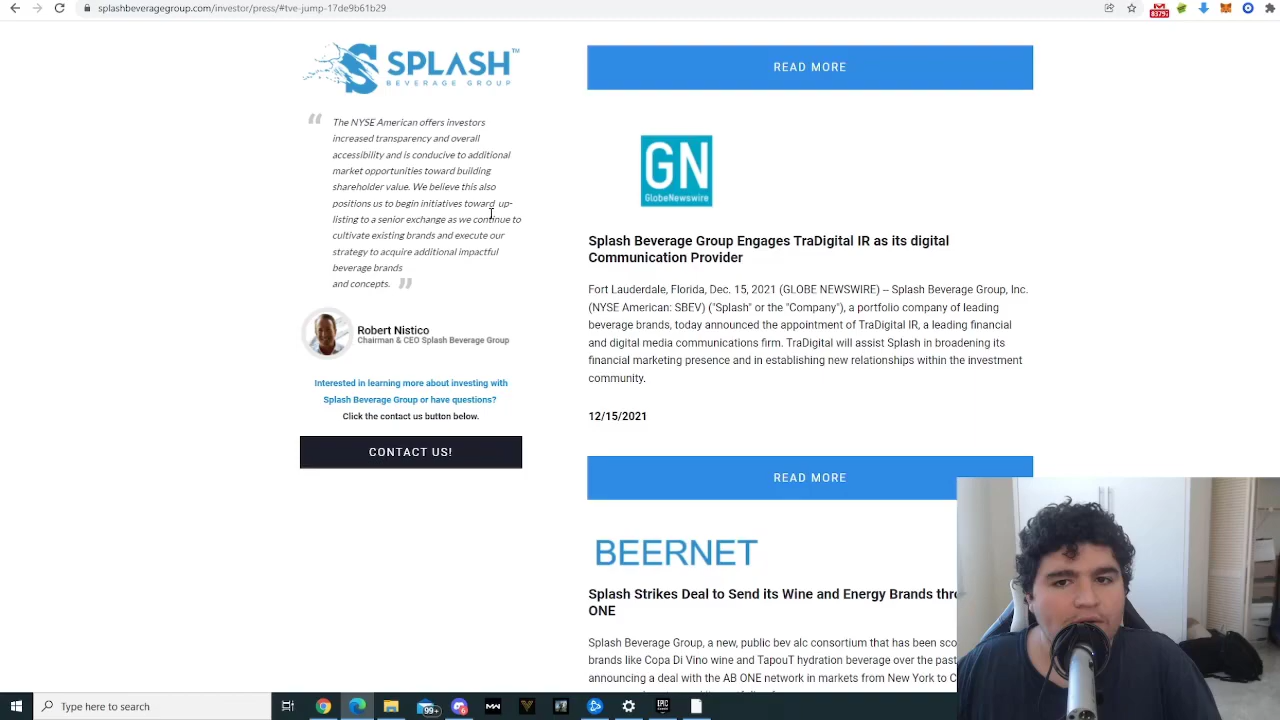 splashbeveragegroup.com/investor/press/#tve-jump-17de9b61b29
SPLASH™
BEVERAGE GROUP
“ The NYSE American offers investors
increased transparency and overall
accessibility and is conducive to additional
market opportunities toward building
shareholder value. We believe this also
positions us to begin initiatives toward up-
listing to a senior exchange as we continue to
cultivate existing brands and execute our
strategy to acquire additional impactful
beverage brands
and concepts. ”
Robert Nistico
Chairman & CEO Splash Beverage Group
Interested in learning more about investing with
Splash Beverage Group or have questions?
Click the contact us button below.
CONTACT US!
READ MORE
GN
GlobeNewswire
Splash Beverage Group Engages TraDigital IR as its digital
Communication Provider
Fort Lauderdale, Florida, Dec. 15, 2021 (GLOBE NEWSWIRE) -- Splash Beverage Group, Inc.
(NYSE American: SBEV) ("Splash" or the "Company"), a portfolio company of leading
beverage brands, today announced the appointment of TraDigital IR, a leading financial
and digital media communications firm. TraDigital will assist Splash in broadening its
financial marketing presence and in establishing new relationships within the investment
community.
12/15/2021
READ MORE
BEERNET
Splash Strikes Deal to Send its Wine and Energy Brands thr
ONE
Splash Beverage Group, a new, public bev alc consortium that has been sco
brands like Copa Di Vino wine and TapouT hydration beverage over the past
announcing a deal with the AB ONE network in markets from New York to C
Type here to search
99+
EPIC